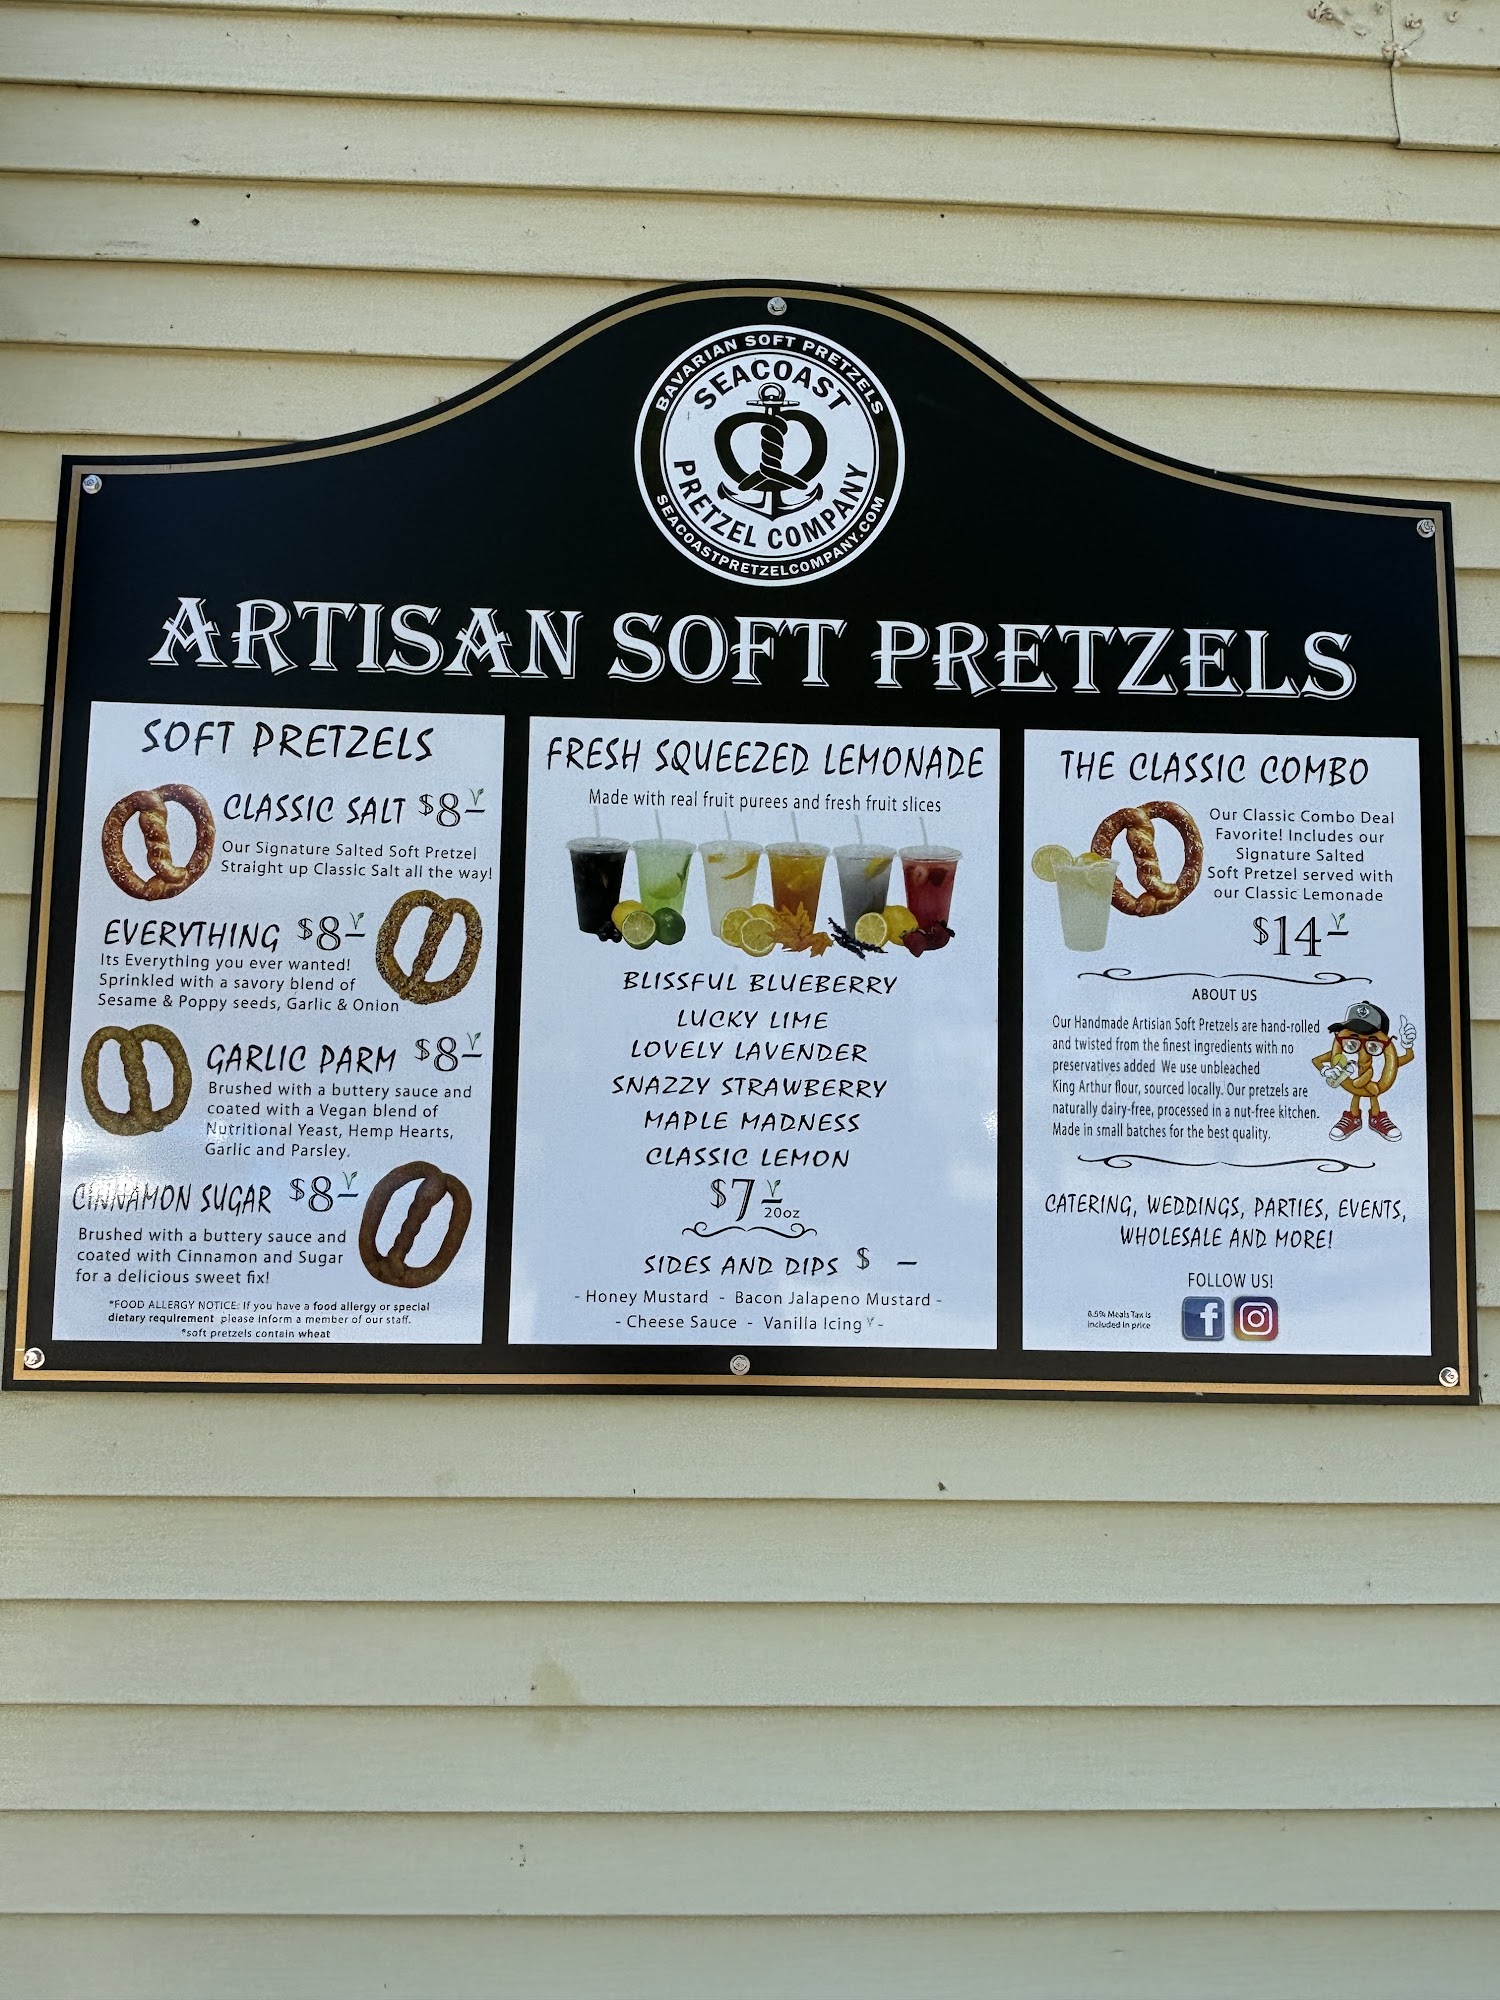 BAVARIAN SOFT PRETZELS
SEACOAST
PRETZEL COMPANY
SEACOASTPRETZELCOMPANY.COM
ARTISAN SOFT PRETZELS
SOFT PRETZELS
CLASSIC SALT $8 V
Our Signature Salted Soft Pretzel
Straight up Classic Salt all the way!
EVERYTHING $8 V
Its Everything you ever wanted!
Sprinkled with a savory blend of
Sesame & Poppy seeds, Garlic & Onion
GARLIC PARM $8 V
Brushed with a buttery sauce and
coated with a Vegan blend of
Nutritional Yeast, Hemp Hearts,
Garlic and Parsley.
CINNAMON SUGAR $8 V
Brushed with a buttery sauce and
coated with Cinnamon and Sugar
for a delicious sweet fix!
*FOOD ALLERGY NOTICE: If you have a food allergy or special
dietary requirement please inform a member of our staff.
*soft pretzels contain wheat
FRESH SQUEEZED LEMONADE
Made with real fruit purees and fresh fruit slices
BLISSFUL BLUEBERRY
LUCKY LIME
LOVELY LAVENDER
SNAZZY STRAWBERRY
MAPLE MADNESS
CLASSIC LEMON
$7 V
20oz
SIDES AND DIPS $ –
- Honey Mustard - Bacon Jalapeno Mustard -
- Cheese Sauce - Vanilla Icing V -
THE CLASSIC COMBO
Our Classic Combo Deal
Favorite! Includes our
Signature Salted
Soft Pretzel served with
our Classic Lemonade
$14 V
ABOUT US
Our Handmade Artisian Soft Pretzels are hand-rolled
and twisted from the finest ingredients with no
preservatives added We use unbleached
King Arthur flour, sourced locally. Our pretzels are
naturally dairy-free, processed in a nut-free kitchen.
Made in small batches for the best quality.
CATERING, WEDDINGS, PARTIES, EVENTS,
WHOLESALE AND MORE!
FOLLOW US!
8.5% Meals Tax is
included in price
f